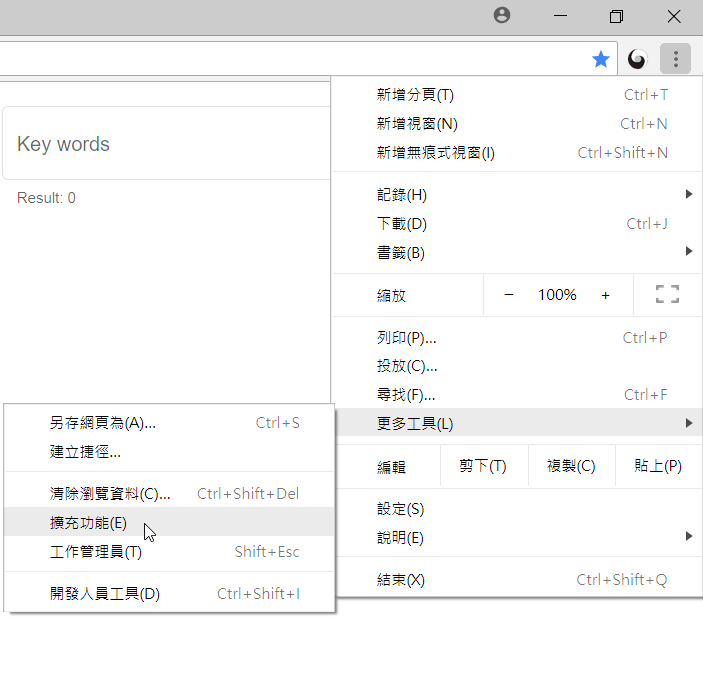 Key words
Result: 0
新增分頁(T) Ctrl+T
新增視窗(N) Ctrl+N
新增無痕式視窗(I) Ctrl+Shift+N
記錄(H)
下載(D) Ctrl+J
書籤(B)
縮放 − 100% +
列印(P)... Ctrl+P
投放(C)...
尋找(F)... Ctrl+F
更多工具(L)
編輯 剪下(T) 複製(C) 貼上(P)
設定(S)
說明(E)
結束(X) Ctrl+Shift+Q
另存網頁為(A)... Ctrl+S
建立捷徑...
清除瀏覽資料(C)... Ctrl+Shift+Del
擴充功能(E)
工作管理員(T) Shift+Esc
開發人員工具(D) Ctrl+Shift+I